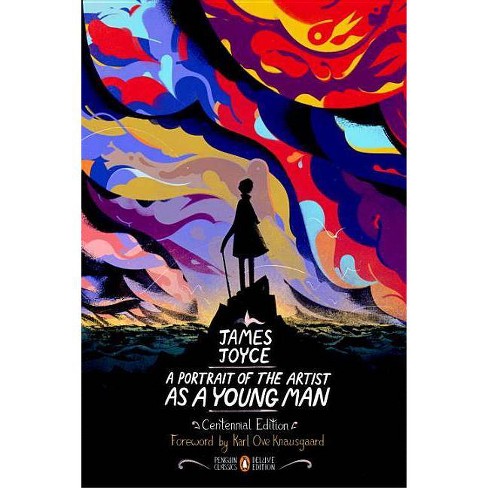 JAMES
JOYCE
A PORTRAIT OF THE ARTIST
AS A YOUNG MAN
Centennial Edition
Foreword by Karl Ove Knausgaard
PENGUIN DELUXE
CLASSICS EDITION